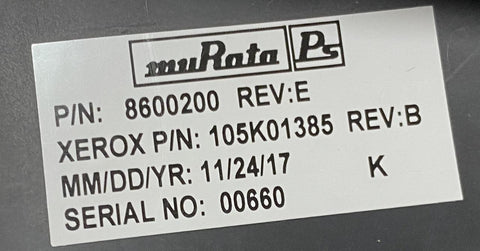 muRata Ps
P/N: 8600200 REV:E
XEROX P/N: 105K01385 REV:B
MM/DD/YR: 11/24/17 K
SERIAL NO: 00660